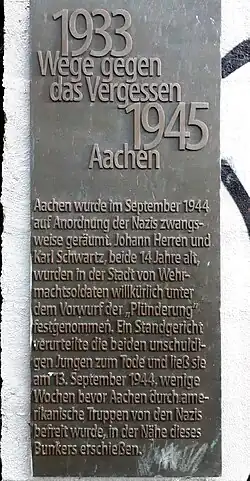 1933
Wege gegen
das Vergessen
1945
Aachen
Aachen wurde im September 1944
auf Anordnung der Nazis zwangs-
weise geräumt. Johann Herren und
Karl Schwartz, beide 14 Jahre alt,
wurden in der Stadt von Wehr-
machtsoldaten willkürlich unter
dem Vorwurf der „Plünderung"
festgenommen. Ein Standgericht
verurteilte die beiden unschuldi-
gen Jungen zum Tode und ließ sie
am 13. September 1944, wenige
Wochen bevor Aachen durch ame-
rikanische Truppen von den Nazis
befreit wurde, in der Nähe dieses
Bunkers erschießen.